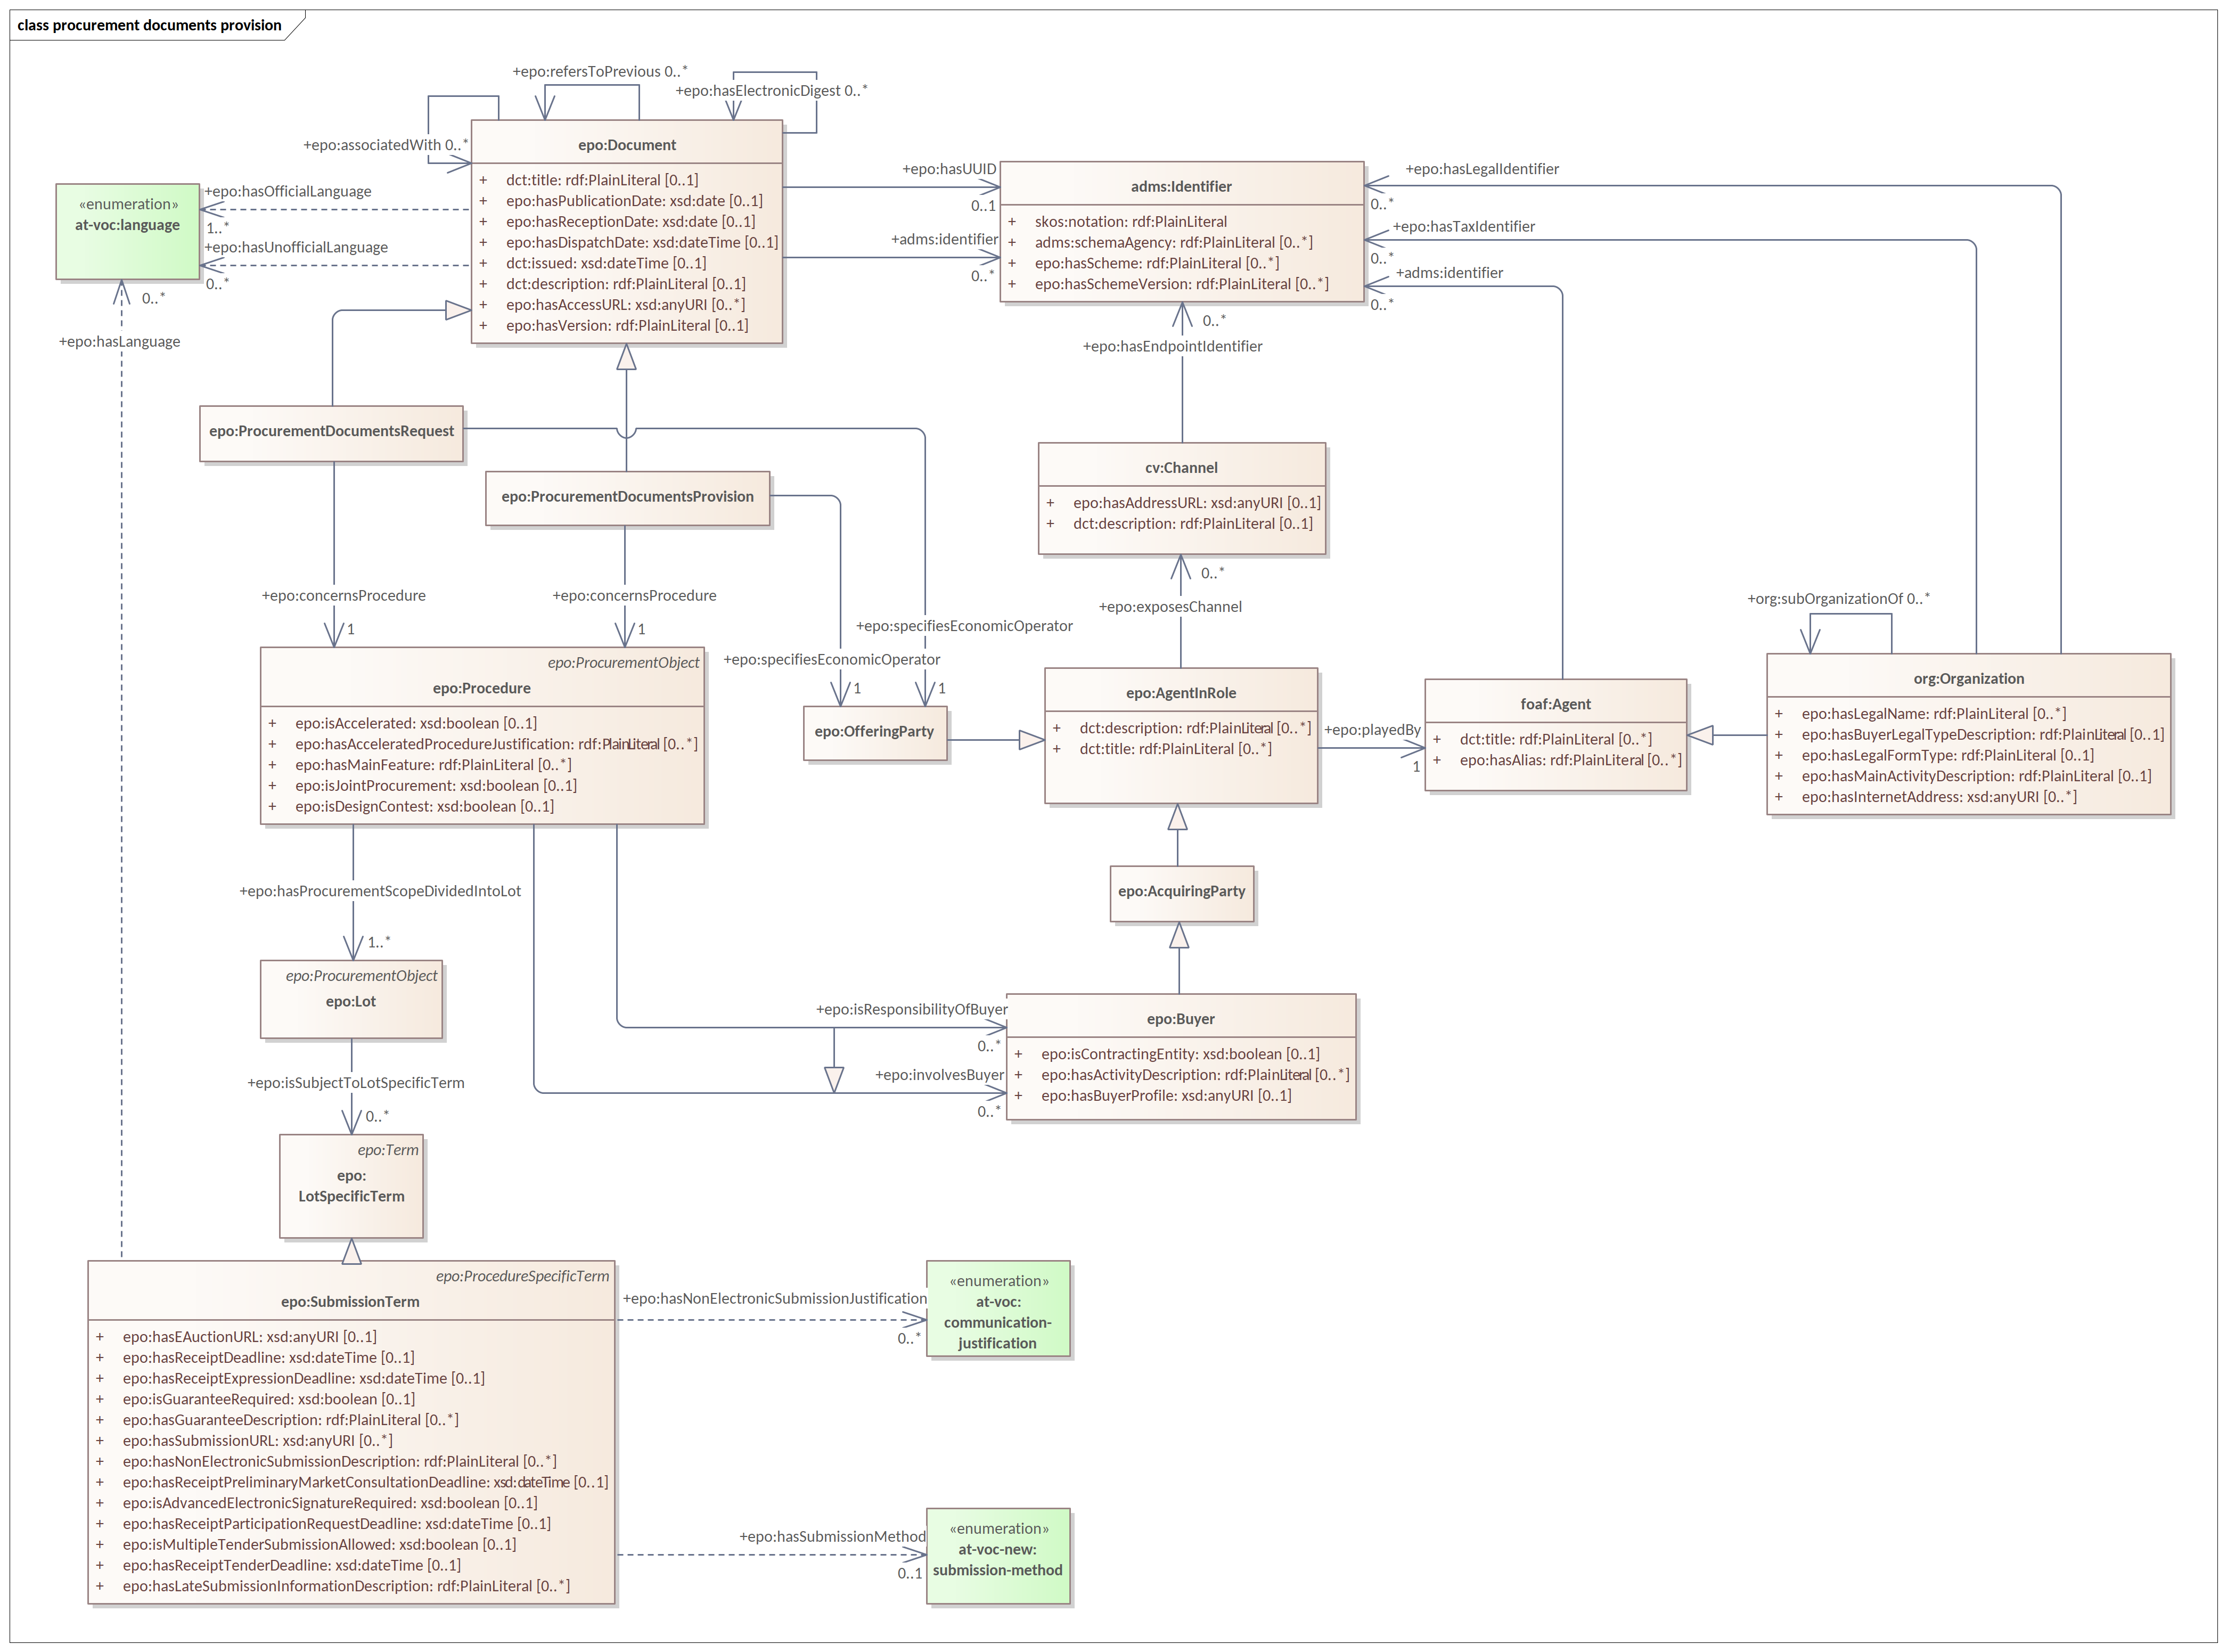 class procurement documents provision
+epo:refersToPrevious 0..*
+epo:hasElectronicDigest 0..*
+epo:associatedWith 0..*
epo:Document
+ dct:title: rdf:PlainLiteral [0..1]
+ epo:hasPublicationDate: xsd:date [0..1]
+ epo:hasReceptionDate: xsd:date [0..1]
+ epo:hasDispatchDate: xsd:dateTime [0..1]
+ dct:issued: xsd:dateTime [0..1]
+ dct:description: rdf:PlainLiteral [0..1]
+ epo:hasAccessURL: xsd:anyURI [0..*]
+ epo:hasVersion: rdf:PlainLiteral [0..1]
«enumeration»
at-voc:language
+epo:hasOfficialLanguage
1..*
+epo:hasUnofficialLanguage
0..*
0..*
+epo:hasLanguage
+epo:hasUUID
0..1
+adms:identifier
0..*
adms:Identifier
+ skos:notation: rdf:PlainLiteral
+ adms:schemaAgency: rdf:PlainLiteral [0..*]
+ epo:hasScheme: rdf:PlainLiteral [0..*]
+ epo:hasSchemeVersion: rdf:PlainLiteral [0..*]
+epo:hasLegalIdentifier
0..*
+epo:hasTaxIdentifier
0..*
+adms:identifier
0..*
0..*
+epo:hasEndpointIdentifier
epo:ProcurementDocumentsRequest
epo:ProcurementDocumentsProvision
cv:Channel
+ epo:hasAddressURL: xsd:anyURI [0..1]
+ dct:description: rdf:PlainLiteral [0..1]
0..*
+epo:exposesChannel
+epo:concernsProcedure
1
+epo:concernsProcedure
1
+epo:specifiesEconomicOperator
1
+epo:specifiesEconomicOperator
1
+org:subOrganizationOf 0..*
epo:ProcurementObject
epo:Procedure
+ epo:isAccelerated: xsd:boolean [0..1]
+ epo:hasAcceleratedProcedureJustification: rdf:PlainLiteral [0..*]
+ epo:hasMainFeature: rdf:PlainLiteral [0..*]
+ epo:isJointProcurement: xsd:boolean [0..1]
+ epo:isDesignContest: xsd:boolean [0..1]
epo:OfferingParty
epo:AgentInRole
+ dct:description: rdf:PlainLiteral [0..*]
+ dct:title: rdf:PlainLiteral [0..*]
+epo:playedBy
1
foaf:Agent
+ dct:title: rdf:PlainLiteral [0..*]
+ epo:hasAlias: rdf:PlainLiteral [0..*]
org:Organization
+ epo:hasLegalName: rdf:PlainLiteral [0..*]
+ epo:hasBuyerLegalTypeDescription: rdf:PlainLiteral [0..1]
+ epo:hasLegalFormType: rdf:PlainLiteral [0..1]
+ epo:hasMainActivityDescription: rdf:PlainLiteral [0..1]
+ epo:hasInternetAddress: xsd:anyURI [0..*]
epo:AcquiringParty
+epo:hasProcurementScopeDividedIntoLot
1..*
epo:ProcurementObject
epo:Lot
+epo:isResponsibilityOfBuyer
0..*
+epo:involvesBuyer
0..*
epo:Buyer
+ epo:isContractingEntity: xsd:boolean [0..1]
+ epo:hasActivityDescription: rdf:PlainLiteral [0..*]
+ epo:hasBuyerProfile: xsd:anyURI [0..1]
+epo:isSubjectToLotSpecificTerm
0..*
epo:Term
epo:
LotSpecificTerm
epo:ProcedureSpecificTerm
epo:SubmissionTerm
+ epo:hasEAuctionURL: xsd:anyURI [0..1]
+ epo:hasReceiptDeadline: xsd:dateTime [0..1]
+ epo:hasReceiptExpressionDeadline: xsd:dateTime [0..1]
+ epo:isGuaranteeRequired: xsd:boolean [0..1]
+ epo:hasGuaranteeDescription: rdf:PlainLiteral [0..*]
+ epo:hasSubmissionURL: xsd:anyURI [0..*]
+ epo:hasNonElectronicSubmissionDescription: rdf:PlainLiteral [0..*]
+ epo:hasReceiptPreliminaryMarketConsultationDeadline: xsd:dateTime [0..1]
+ epo:isAdvancedElectronicSignatureRequired: xsd:boolean [0..1]
+ epo:hasReceiptParticipationRequestDeadline: xsd:dateTime [0..1]
+ epo:isMultipleTenderSubmissionAllowed: xsd:boolean [0..1]
+ epo:hasReceiptTenderDeadline: xsd:dateTime [0..1]
+ epo:hasLateSubmissionInformationDescription: rdf:PlainLiteral [0..*]
+epo:hasNonElectronicSubmissionJustification
0..*
«enumeration»
at-voc:
communication-
justification
+epo:hasSubmissionMethod
0..1
«enumeration»
at-voc-new:
submission-method